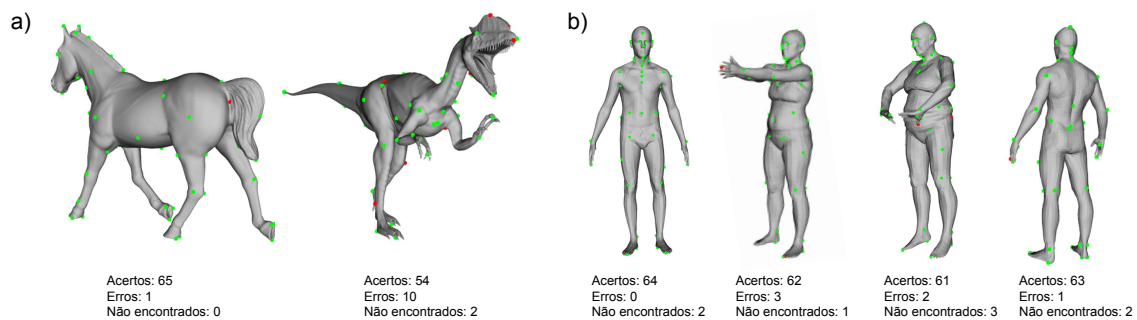 a)
b)
Acertos: 65
Erros: 1
Não encontrados: 0
Acertos: 54
Erros: 10
Não encontrados: 2
Acertos: 64
Erros: 0
Não encontrados: 2
Acertos: 62
Erros: 3
Não encontrados: 1
Acertos: 61
Erros: 2
Não encontrados: 3
Acertos: 63
Erros: 1
Não encontrados: 2